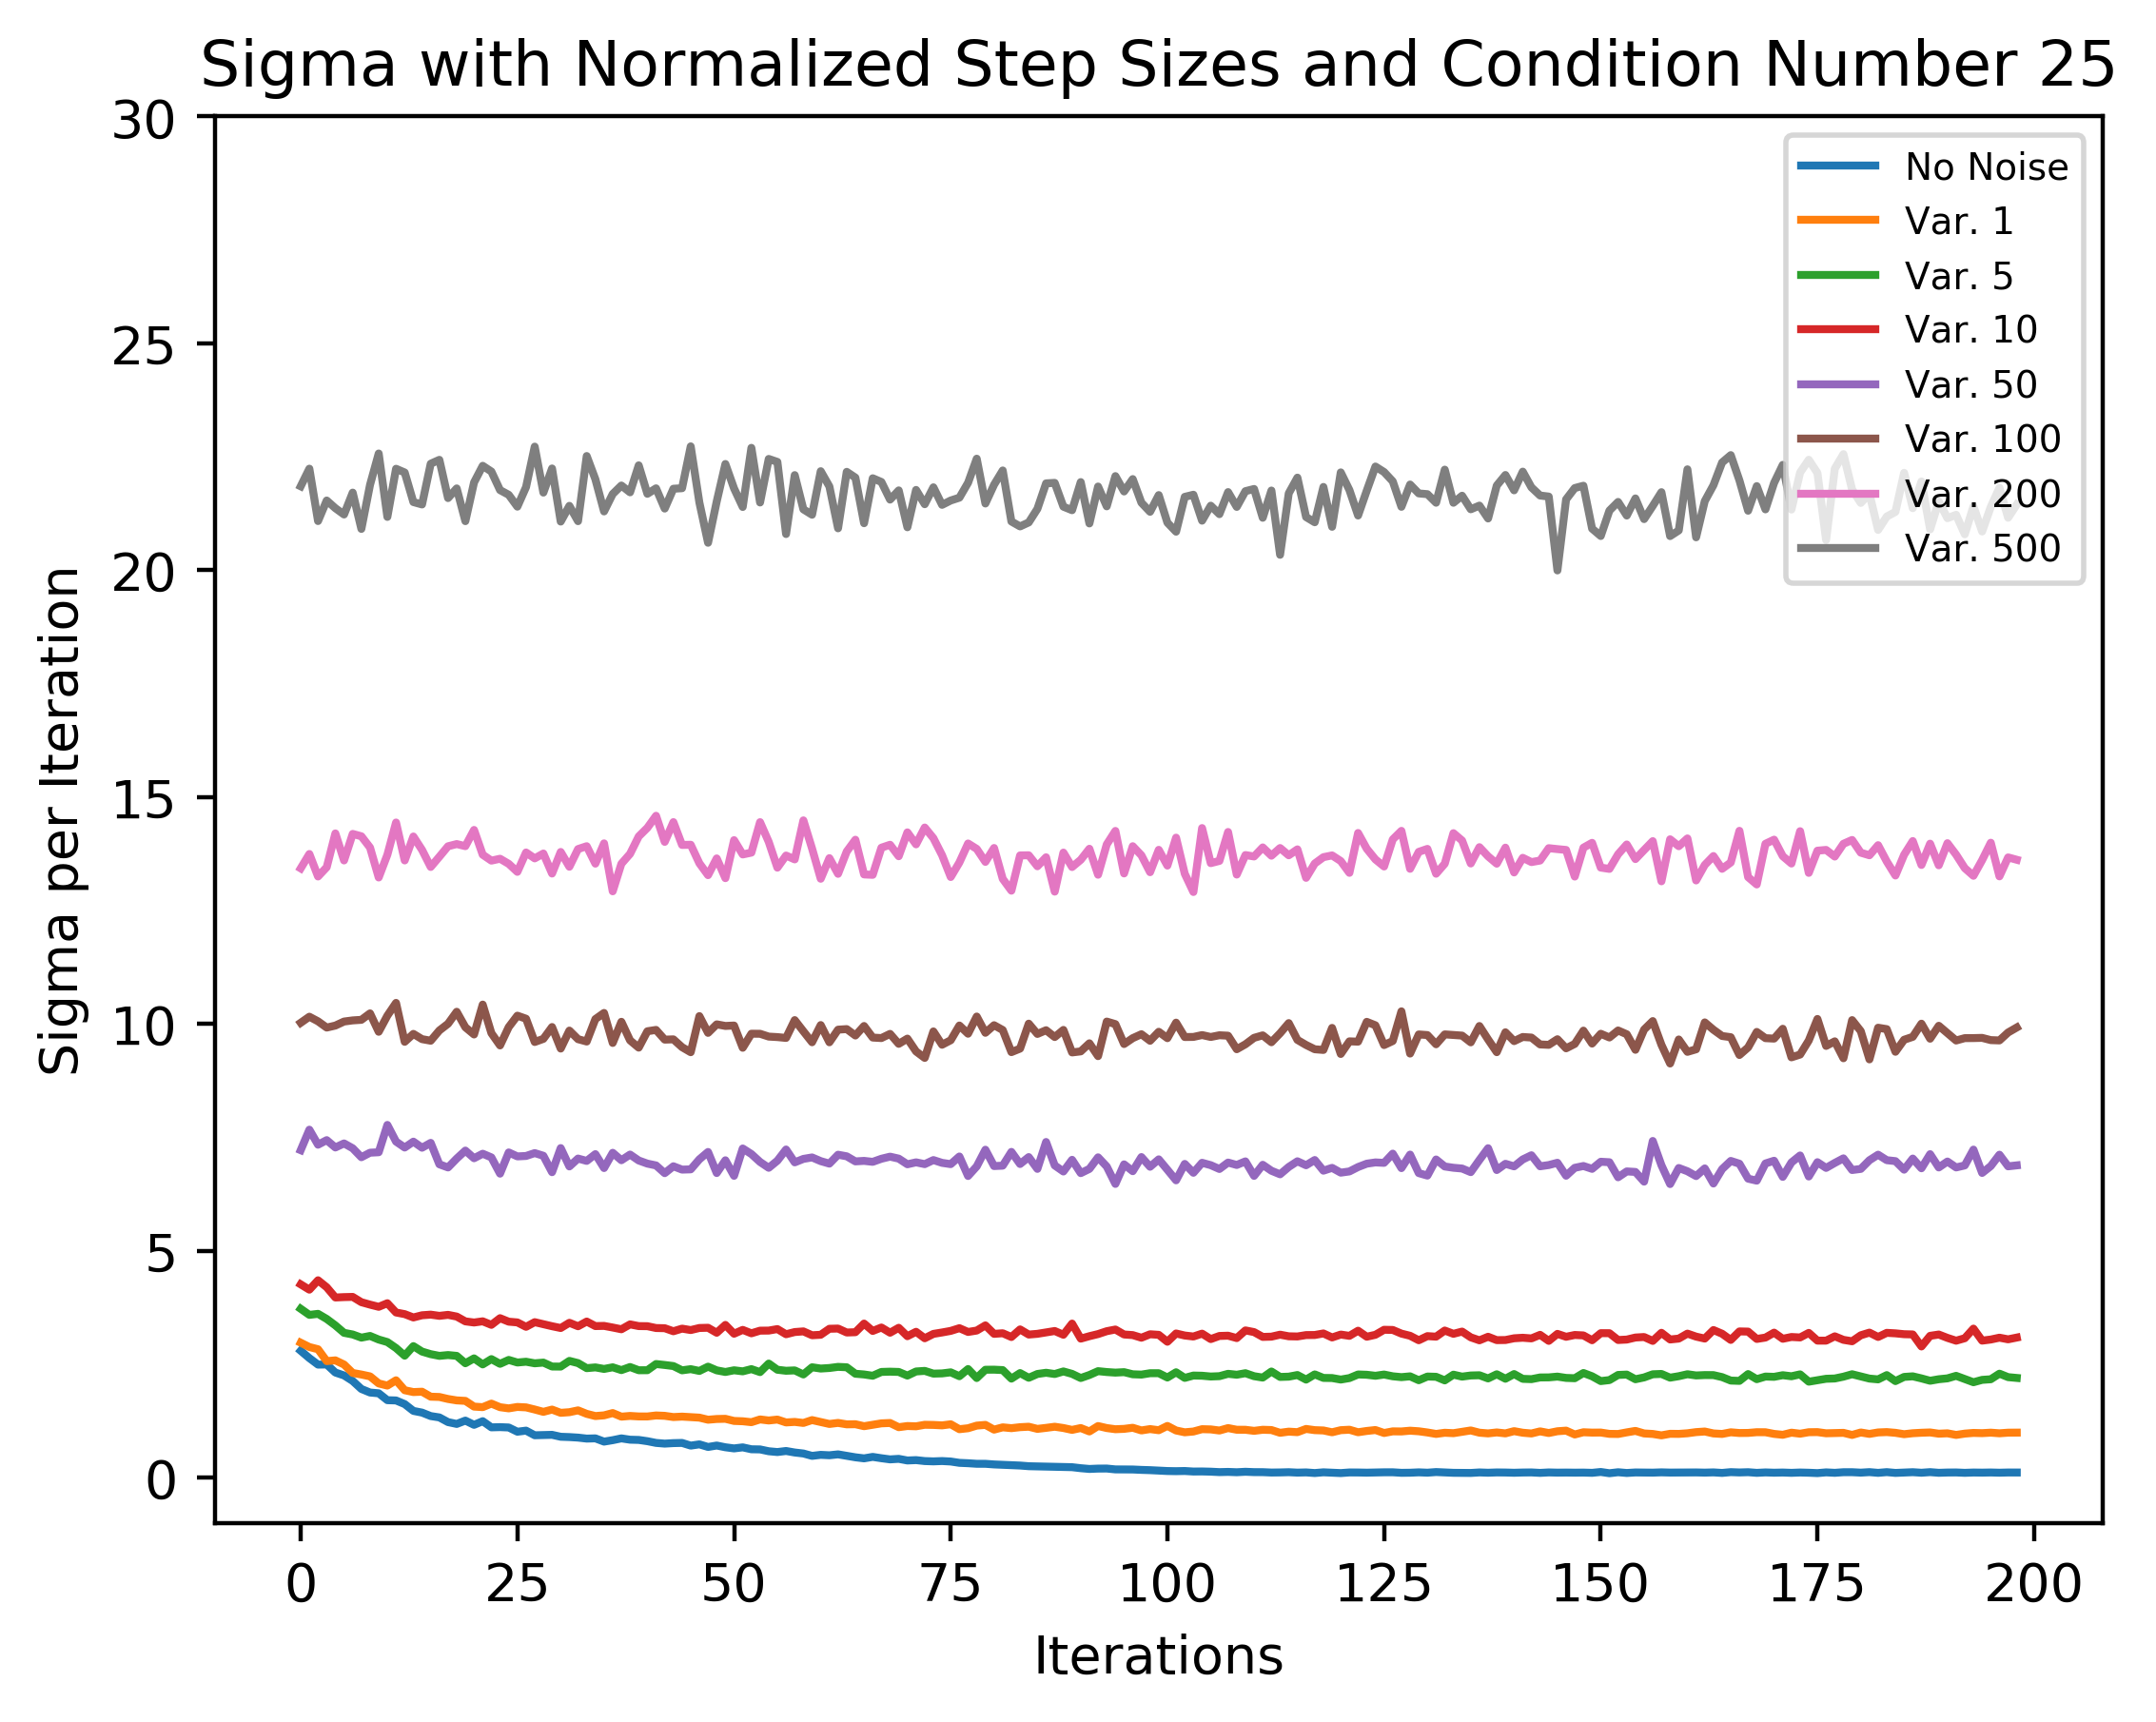 Sigma with Normalized Step Sizes and Condition Number 25
30
25
20
15
10
5
0
Sigma per Iteration
No Noise
Var. 1
Var. 5
Var. 10
Var. 50
Var. 100
Var. 200
Var. 500
0 25 50 75 100 125 150 175 200
Iterations